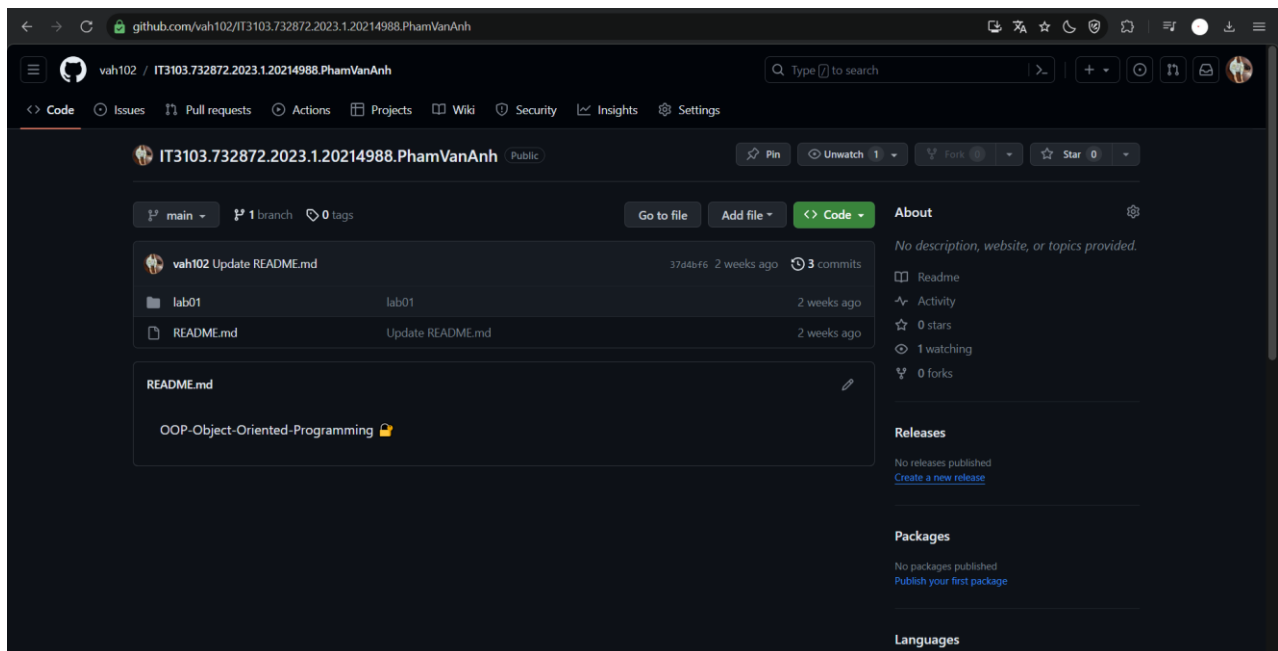 github.com/vah102/IT3103.732872.2023.1.20214988.PhamVanAnh
vah102 / IT3103.732872.2023.1.20214988.PhamVanAnh
Type / to search
Code Issues Pull requests Actions Projects Wiki Security Insights Settings
IT3103.732872.2023.1.20214988.PhamVanAnh Public
Pin Unwatch 1 Fork 0 Star 0
main 1 branch 0 tags
Go to file Add file Code
vah102 Update README.md 37d4bf6 2 weeks ago 3 commits
lab01 lab01 2 weeks ago
README.md Update README.md 2 weeks ago
README.md
OOP-Object-Oriented-Programming 🔐
About
No description, website, or topics provided.
Readme
Activity
0 stars
1 watching
0 forks
Releases
No releases published
Create a new release
Packages
No packages published
Publish your first package
Languages